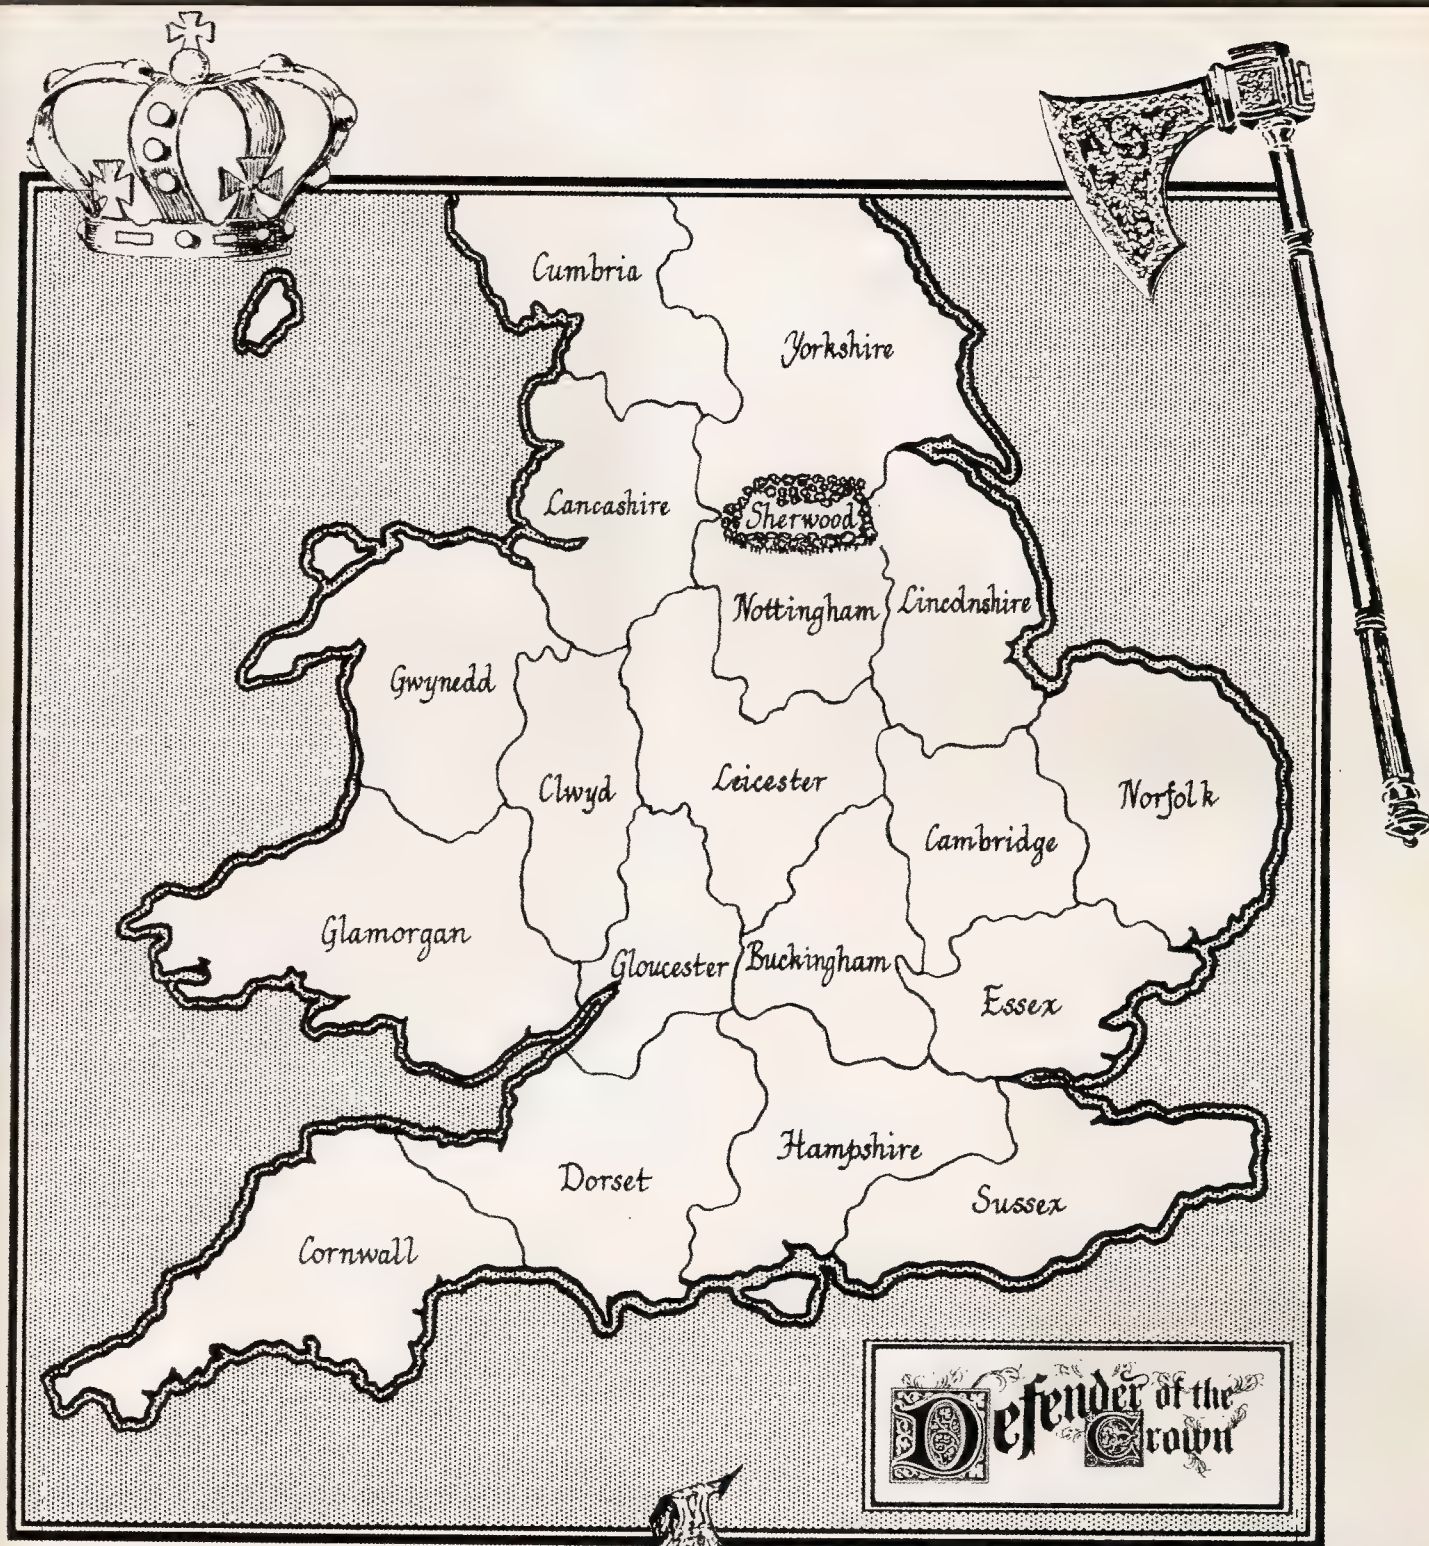 Cumbria
Yorkshire
Lancashire
Sherwood
Nottingham
Lincolnshire
Gwynedd
Clwyd
Leicester
Norfolk
Cambridge
Glamorgan
Gloucester
Buckingham
Essex
Hampshire
Dorset
Sussex
Cornwall
Defender of the
Crown